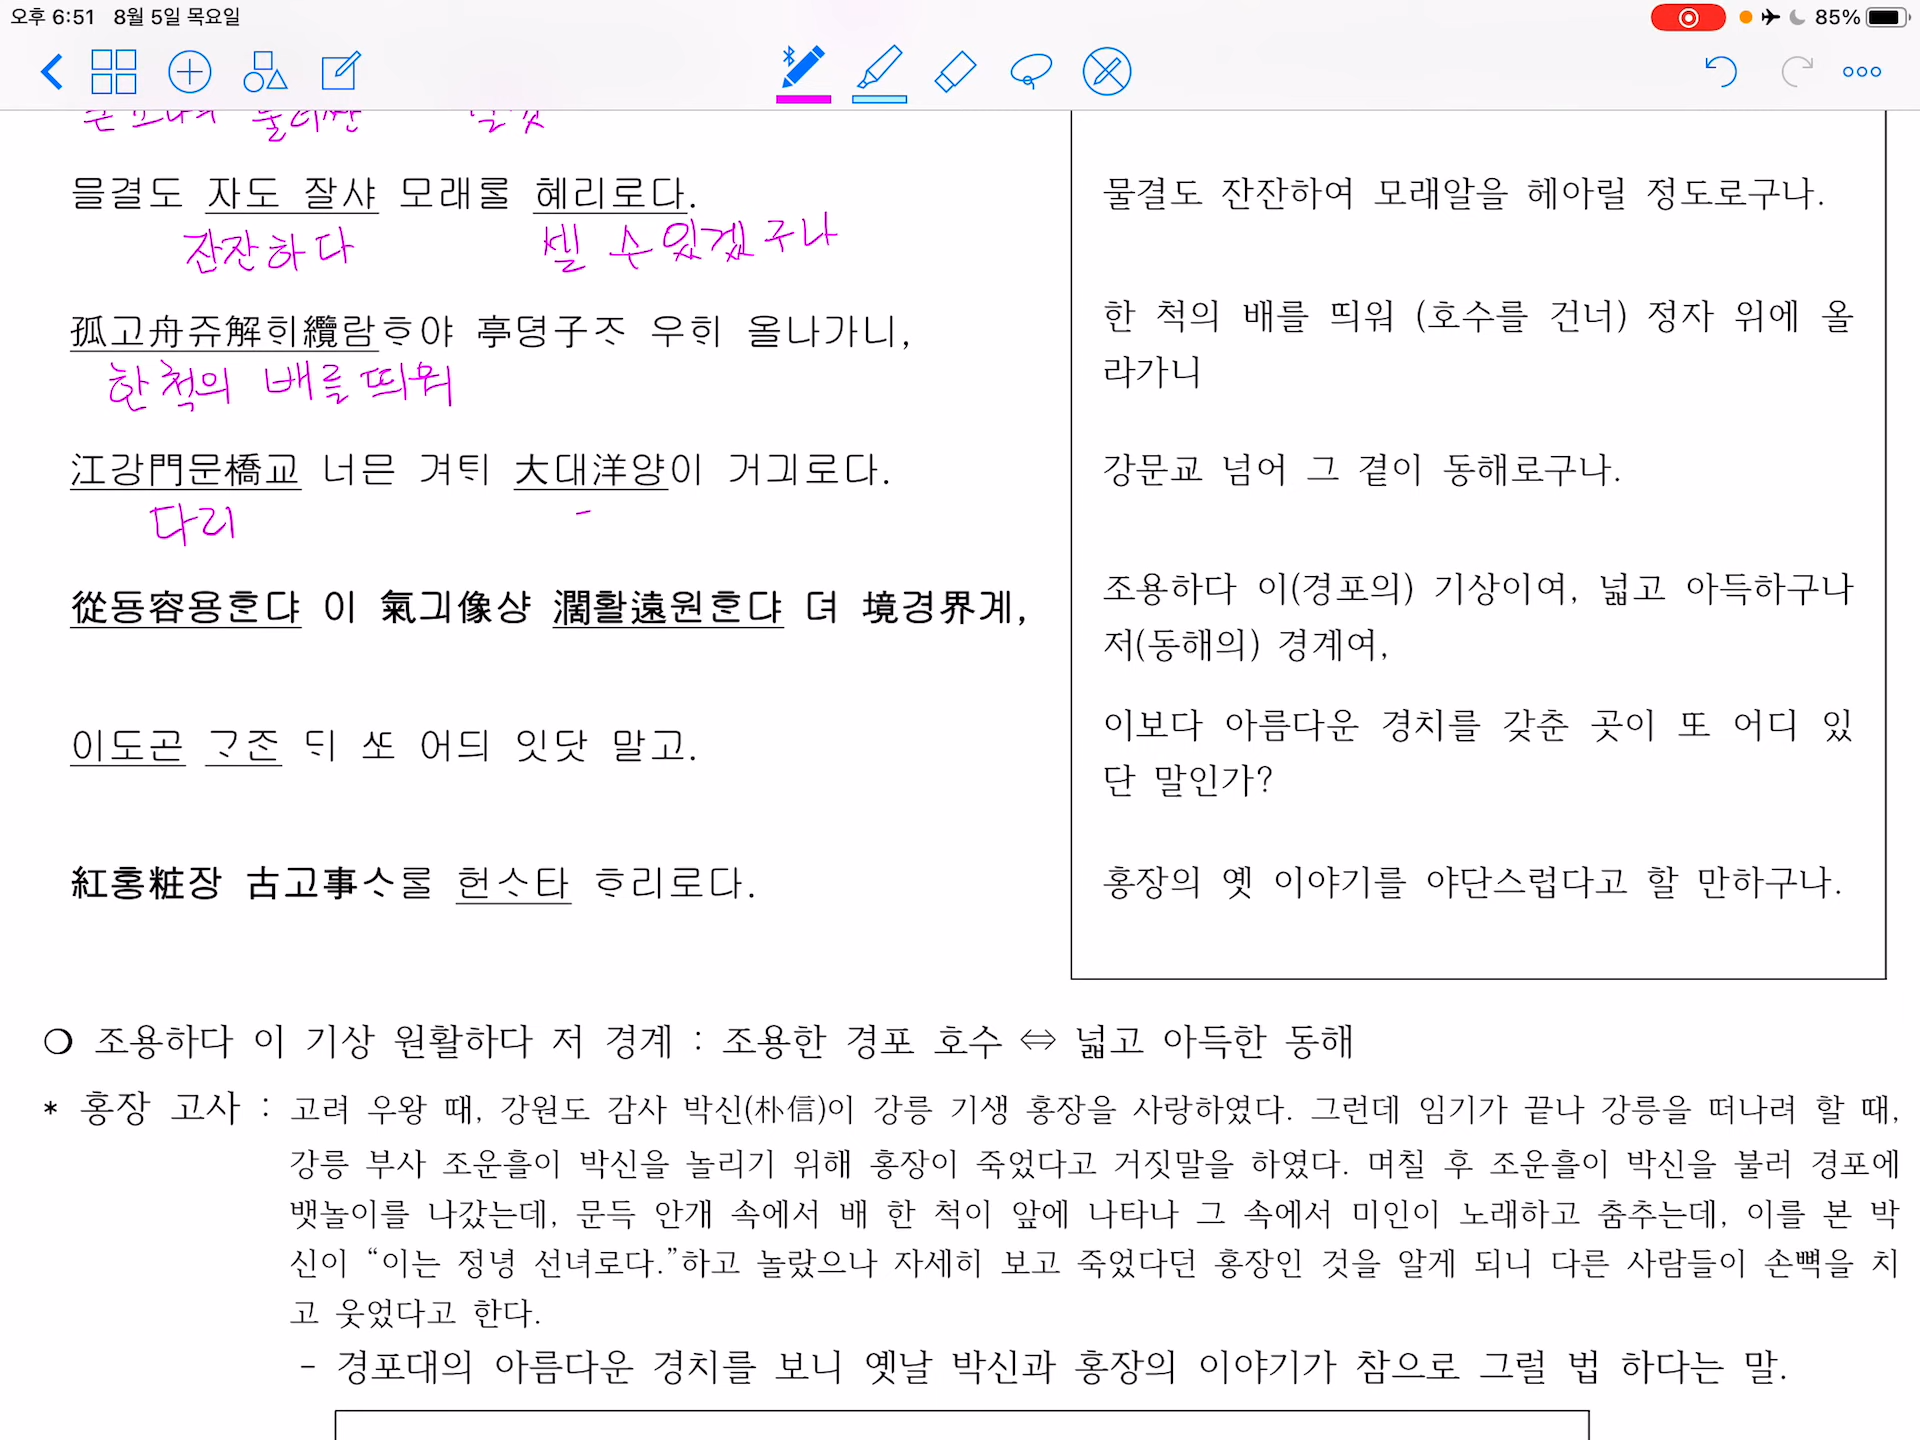 오후 6:51 8월 5일 목요일
85%
믈결도 자도 잘샤 모래ᄅᆞᆯ 혜리로다.
물결도 잔잔하여 모래알을 헤아릴 정도로구나.
잔잔하다 셀 수 있겠구나
孤고舟쥬解ᄒᆡ纜람ᄒᆞ야 亭뎡子ᄌᆞ 우ᄒᆡ 올나가니,
한 척의 배를 띄워 (호수를 건너) 정자 위에 올
라가니
한 척의 배를 띄워
江강門문橋교 너믄 겨ᄐᆡ 大대洋양이 거긔로다.
강문교 넘어 그 곁이 동해로구나.
다리
從둉容용ᄒᆞᆫ댜 이 氣긔像샹 濶활遠원ᄒᆞᆫ댜 뎌 境경界계,
조용하다 이(경포의) 기상이여, 넓고 아득하구나
저(동해의) 경계여,
이도곤 ᄀᆞ존 ᄃᆡ ᄯᅩ 어듸 잇닷 말고.
이보다 아름다운 경치를 갖춘 곳이 또 어디 있
단 말인가?
紅홍粧장 古고事ᄉᆞᄅᆞᆯ 헌ᄉᆞ타 ᄒᆞ리로다.
홍장의 옛 이야기를 야단스럽다고 할 만하구나.
❍ 조용하다 이 기상 원활하다 저 경계 : 조용한 경포 호수 ⇔ 넓고 아득한 동해
* 홍장 고사 : 고려 우왕 때, 강원도 감사 박신(朴信)이 강릉 기생 홍장을 사랑하였다. 그런데 임기가 끝나 강릉을 떠나려 할 때,
강릉 부사 조운흘이 박신을 놀리기 위해 홍장이 죽었다고 거짓말을 하였다. 며칠 후 조운흘이 박신을 불러 경포에
뱃놀이를 나갔는데, 문득 안개 속에서 배 한 척이 앞에 나타나 그 속에서 미인이 노래하고 춤추는데, 이를 본 박
신이 “이는 정녕 선녀로다.”하고 놀랐으나 자세히 보고 죽었다던 홍장인 것을 알게 되니 다른 사람들이 손뼉을 치
고 웃었다고 한다.
- 경포대의 아름다운 경치를 보니 옛날 박신과 홍장의 이야기가 참으로 그럴 법 하다는 말.